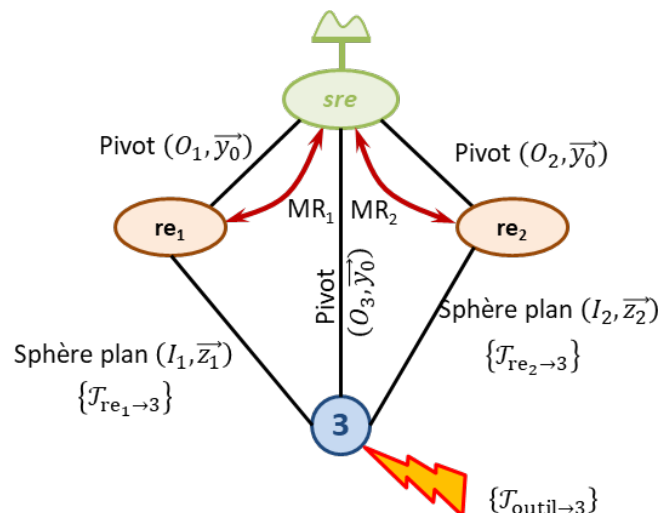 sre
Pivot (O₁, y₀⃗)
Pivot (O₂, y₀⃗)
MR₁
MR₂
re₁
re₂
Pivot
(O₃, y₀⃗)
Sphère plan (I₁, z₁⃗)
{𝒯re₁→3}
Sphère plan (I₂, z₂⃗)
{𝒯re₂→3}
3
{𝒯outil→3}